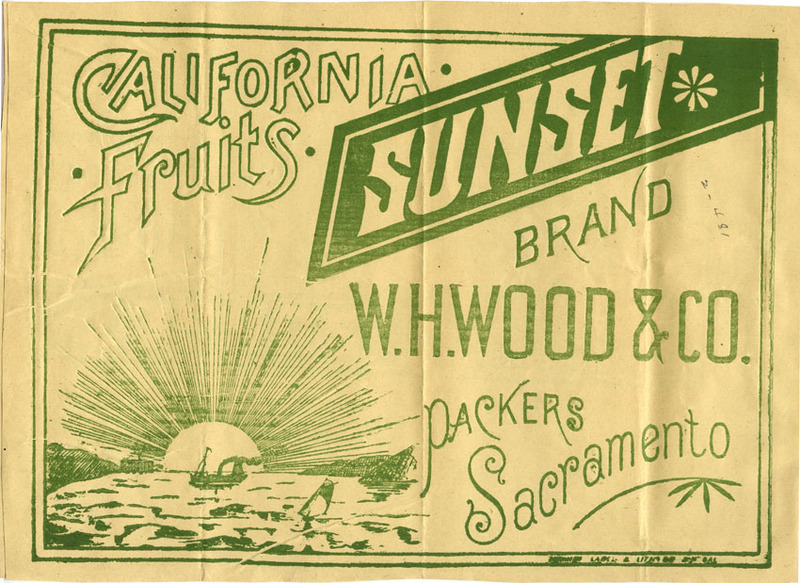 CALIFORNIA
Fruits
SUNSET
BRAND
W.H.WOOD & CO.
PACKERS
Sacramento